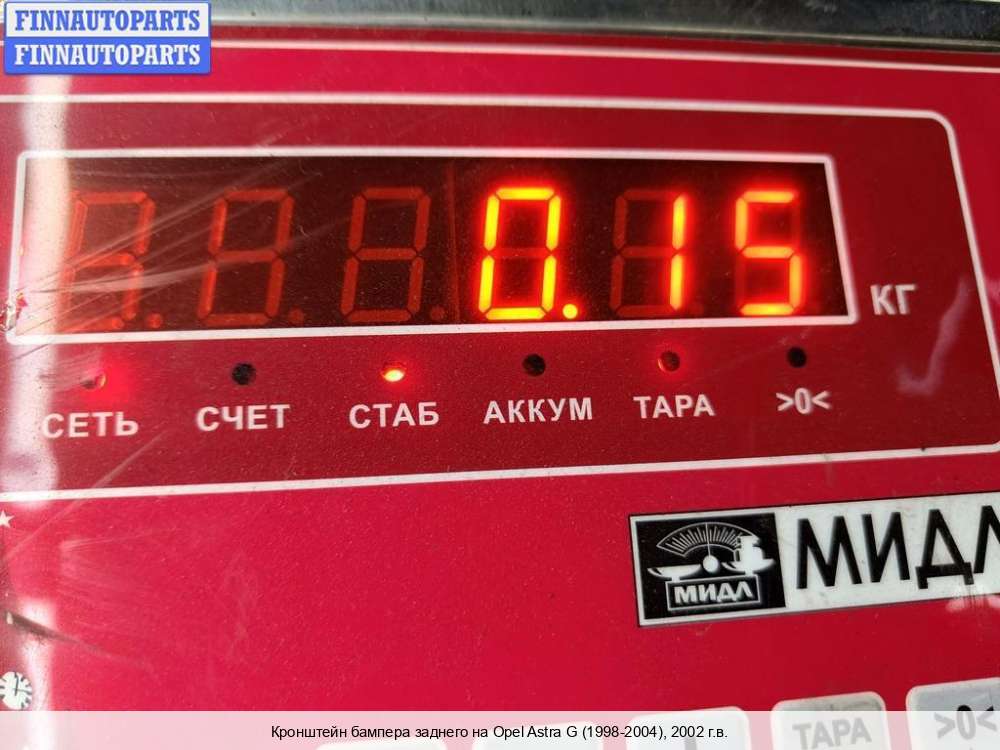 FINNAUTOPARTS
FINNAUTOPARTS
0.15
КГ
СЕТЬ СЧЕТ СТАБ АККУМ ТАРА >0<
МИДЛ МИДЛ
ТАРА >0<
Кронштейн бампера заднего на Opel Astra G (1998-2004), 2002 г.в.